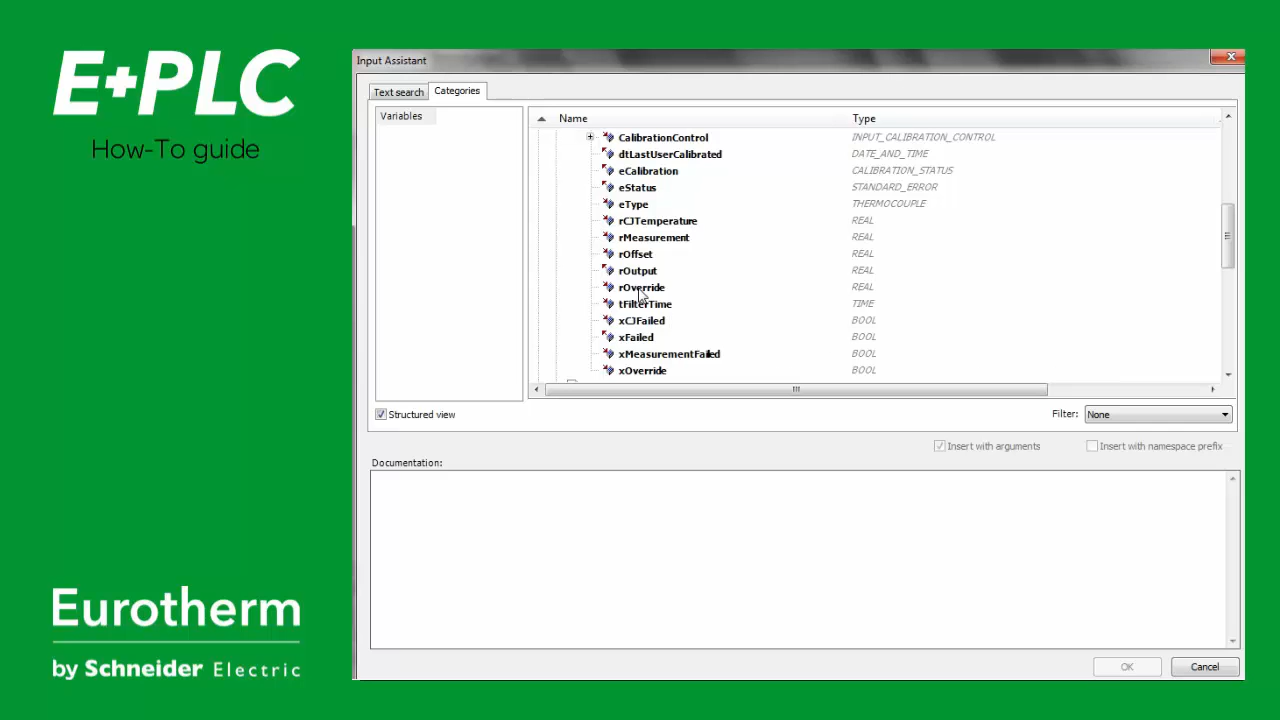 E+PLC
How-To guide
Input Assistant
Text search
Categories
Variables
Name
Type
CalibrationControl
INPUT_CALIBRATION_CONTROL
dtLastUserCalibrated
DATE_AND_TIME
eCalibration
CALIBRATION_STATUS
eStatus
STANDARD_ERROR
eType
THERMOCOUPLE
rCJTemperature
REAL
rMeasurement
REAL
rOffset
REAL
rOutput
REAL
rOverride
REAL
tFilterTime
TIME
xCJFailed
BOOL
xFailed
BOOL
xMeasurementFailed
BOOL
xOverride
BOOL
Structured view
Filter:
None
Insert with arguments
Insert with namespace prefix
Documentation:
OK
Cancel
Eurotherm
by Schneider Electric